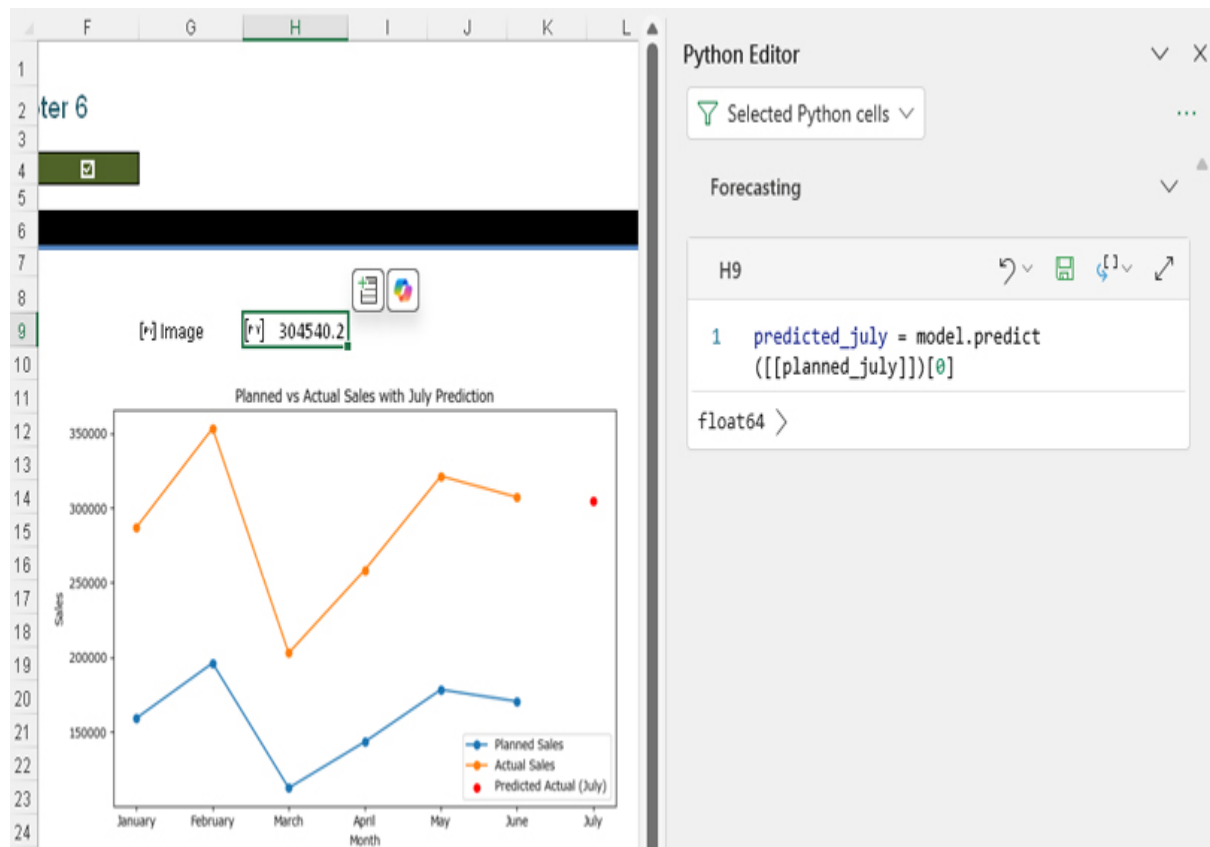 F G H I J K L
1
2 ter 6
3
4
5
6
7
8
9 [PY] Image [PY] 304540.2
10
11 Planned vs Actual Sales with July Prediction
12 350000
13
14 300000
15
16
17 250000
18 Sales
19 200000
20
21 150000
22 Planned Sales
Actual Sales
23 Predicted Actual (July)
24 January February March April May June July
Month
Python Editor
Selected Python cells
...
Forecasting
H9
1 predicted_july = model.predict
([[planned_july]])[0]
float64